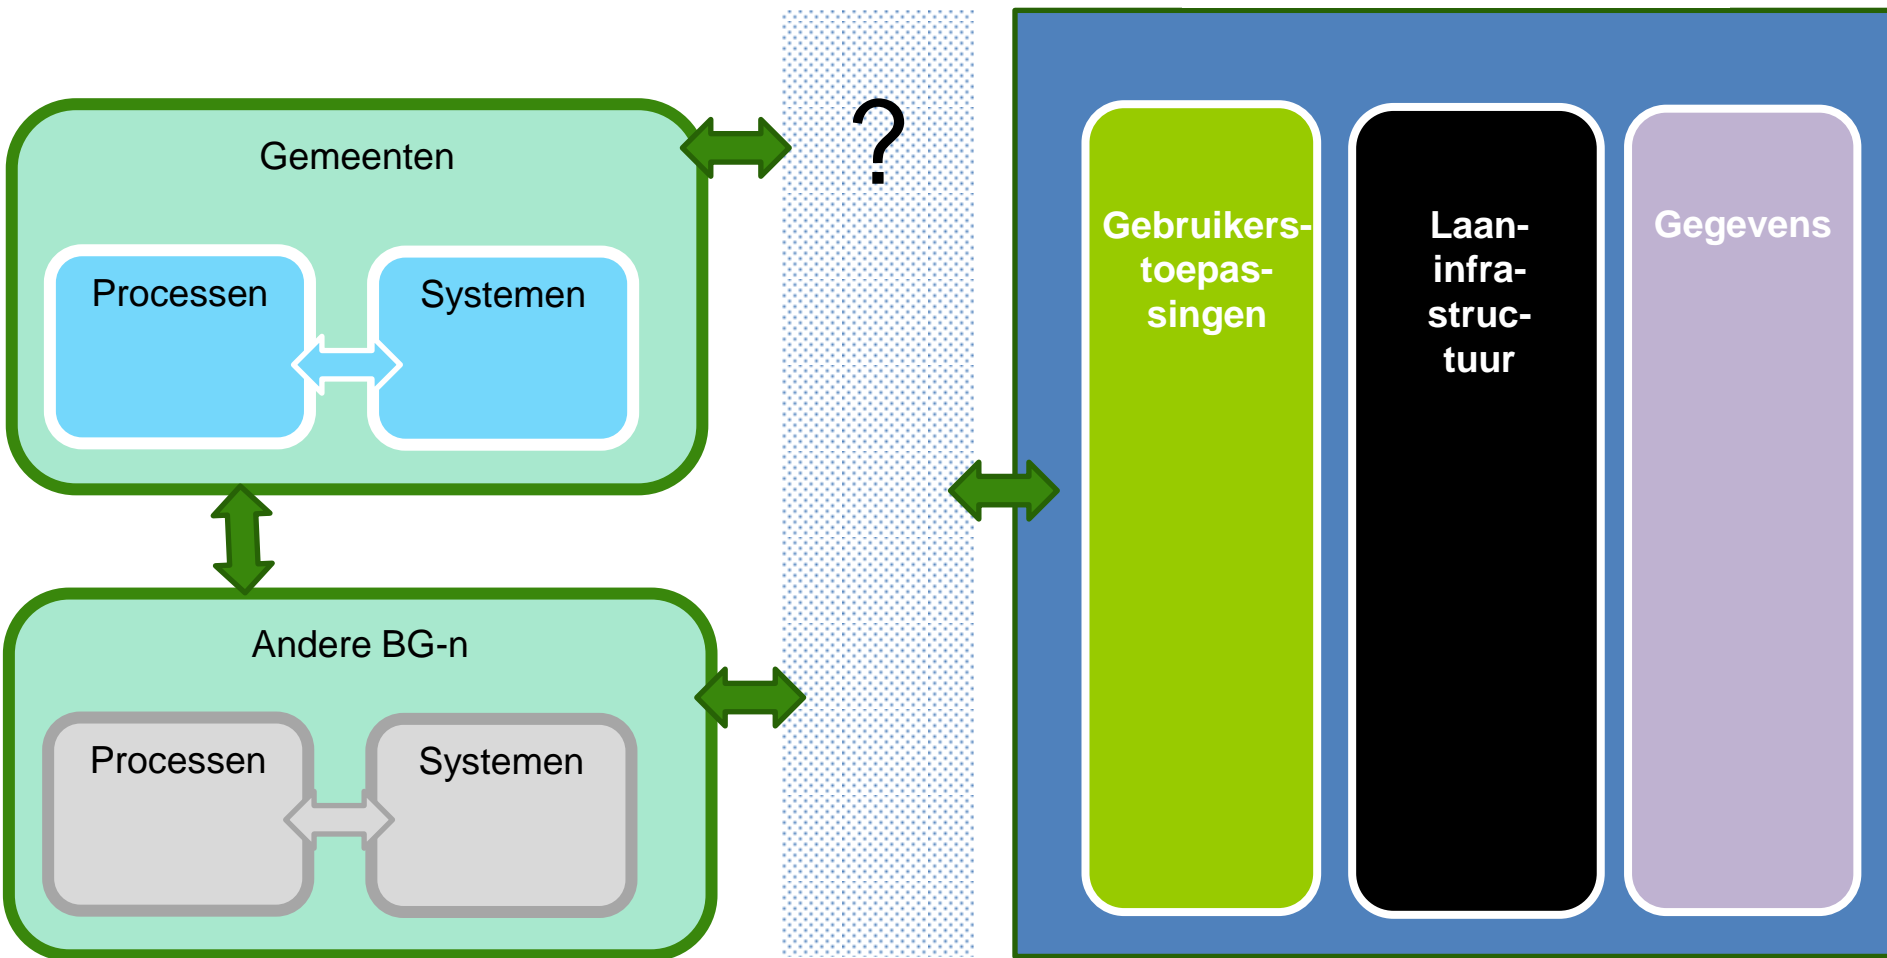 Gemeenten
Processen
Systemen
Andere BG-n
Processen
Systemen
?
Gebruikers-
toepas-
singen
Laan-
infra-
struc-
tuur
Gegevens